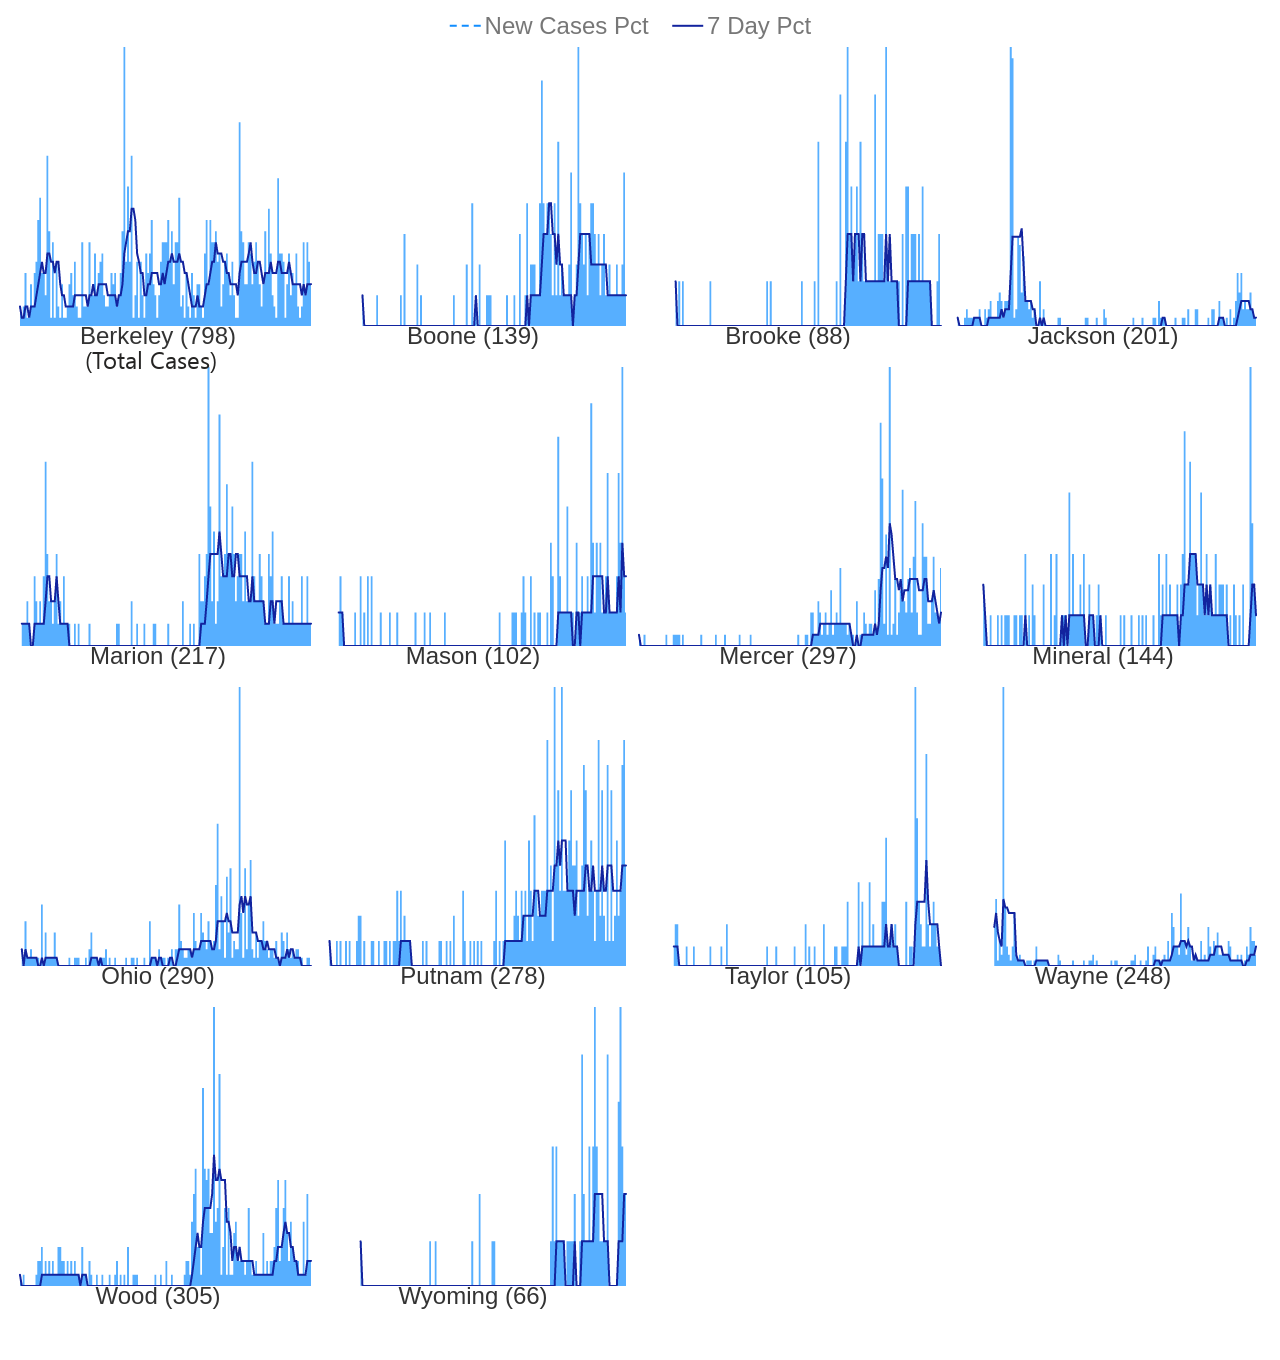 New Cases Pct 7 Day Pct
Berkeley (798) Boone (139) Brooke (88) Jackson (201)
(Total Cases)
Marion (217) Mason (102) Mercer (297) Mineral (144)
Ohio (290) Putnam (278) Taylor (105) Wayne (248)
Wood (305) Wyoming (66)